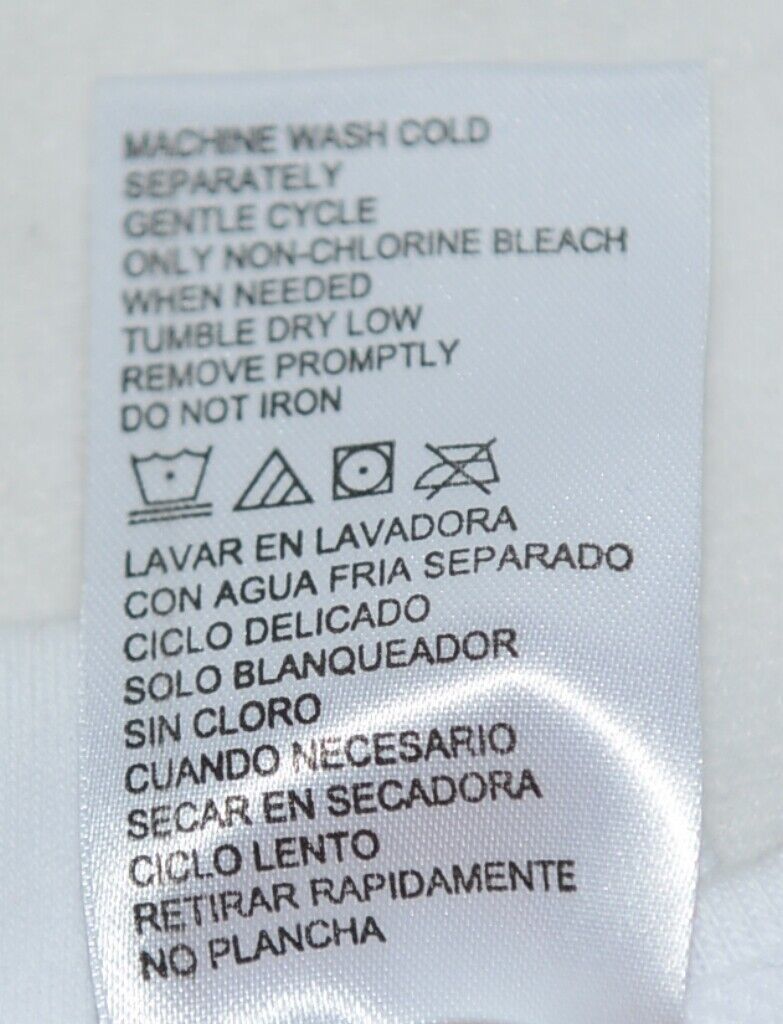 MACHINE WASH COLD
SEPARATELY
GENTLE CYCLE
ONLY NON-CHLORINE BLEACH
WHEN NEEDED
TUMBLE DRY LOW
REMOVE PROMPTLY
DO NOT IRON
LAVAR EN LAVADORA
CON AGUA FRIA SEPARADO
CICLO DELICADO
SOLO BLANQUEADOR
SIN CLORO
CUANDO NECESARIO
SECAR EN SECADORA
CICLO LENTO
RETIRAR RAPIDAMENTE
NO PLANCHA